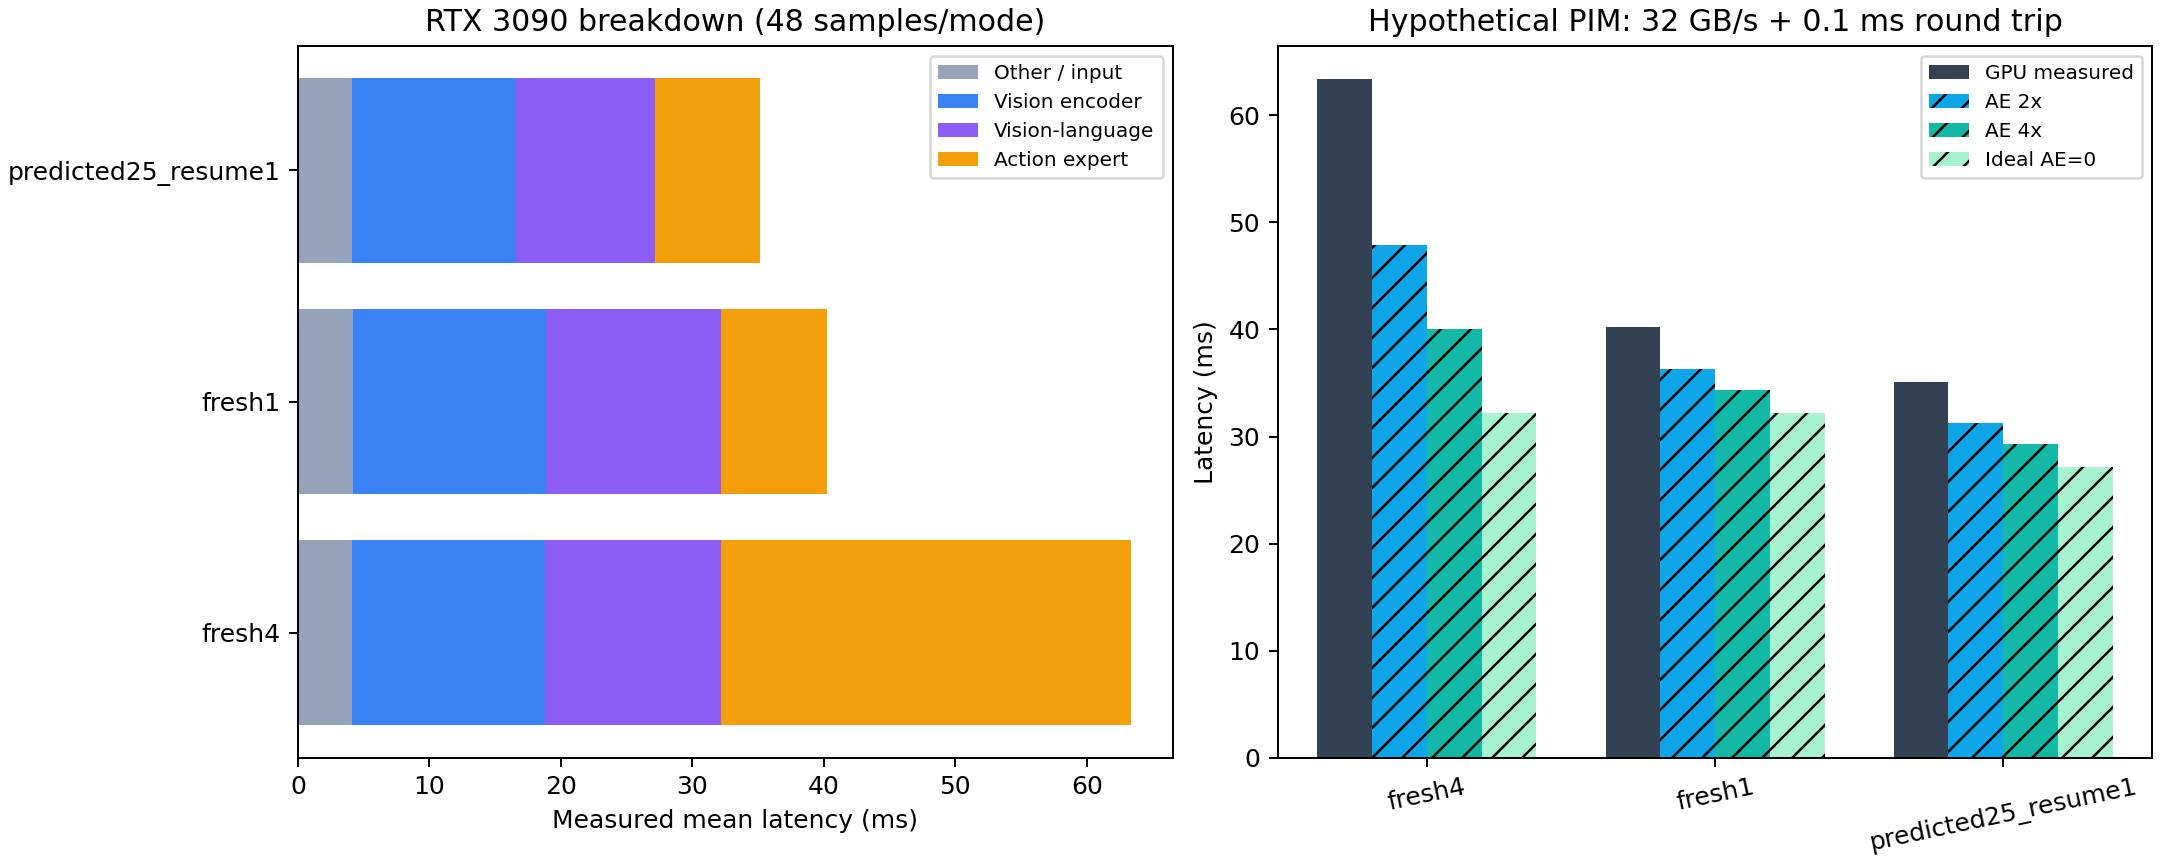 RTX 3090 breakdown (48 samples/mode)
Other / input
Vision encoder
Vision-language
Action expert
predicted25_resume1
fresh1
fresh4
0 10 20 30 40 50 60
Measured mean latency (ms)
Hypothetical PIM: 32 GB/s + 0.1 ms round trip
GPU measured
AE 2x
AE 4x
Ideal AE=0
Latency (ms)
60
50
40
30
20
10
0
fresh4 fresh1 predicted25_resume1